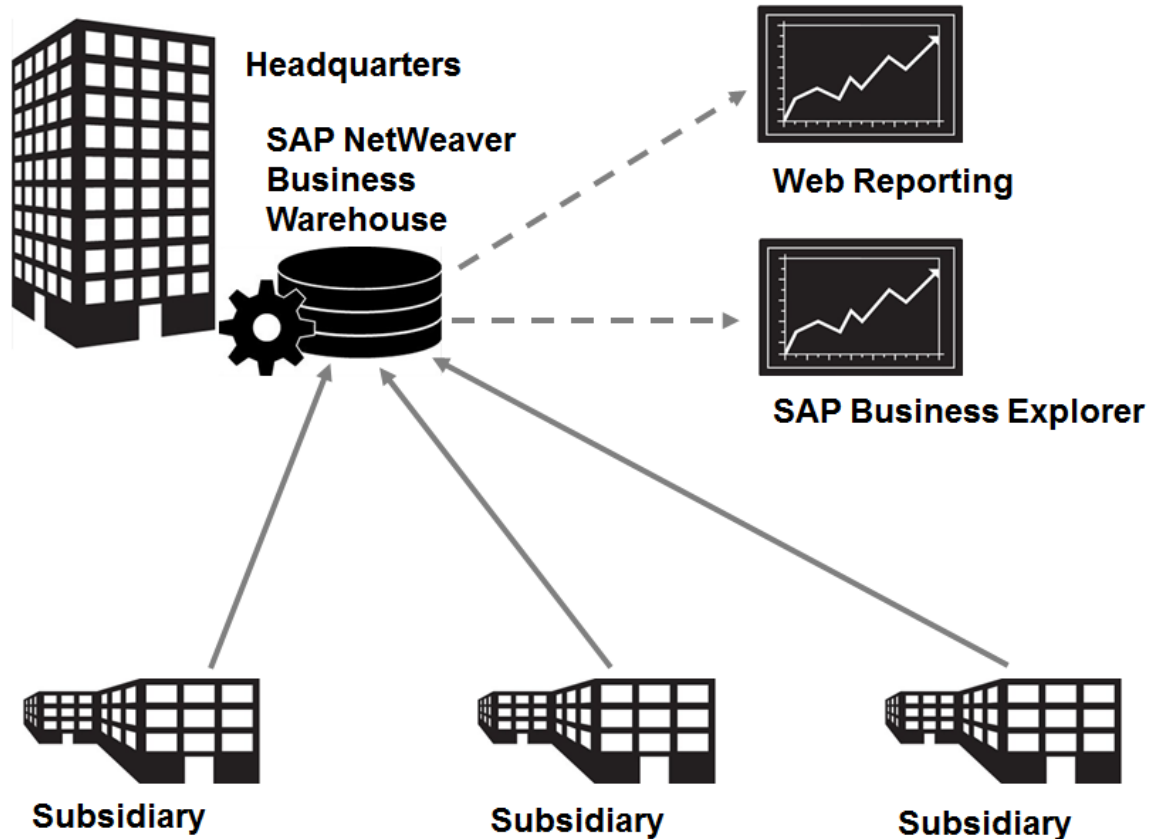 Headquarters
SAP NetWeaver
Business
Warehouse
Web Reporting
SAP Business Explorer
Subsidiary
Subsidiary
Subsidiary